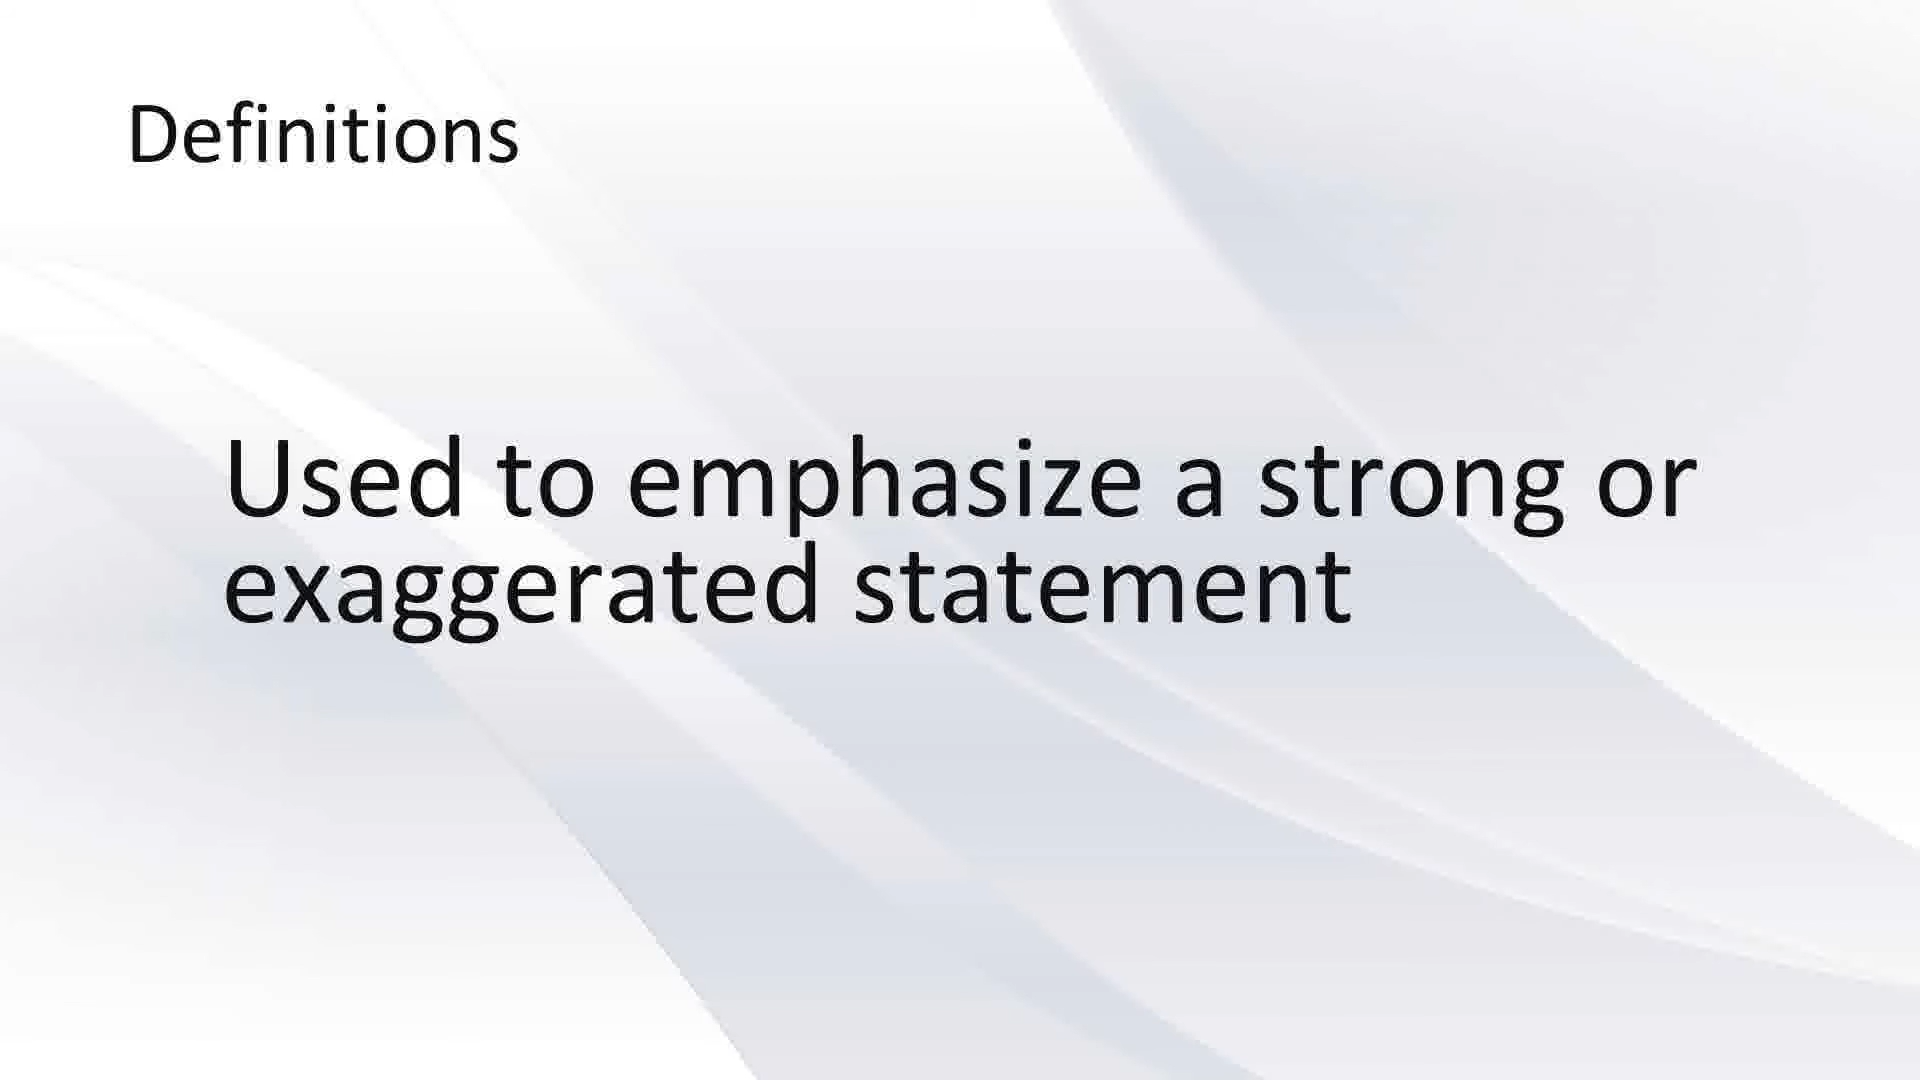 Definitions
Used to emphasize a strong or
exaggerated statement